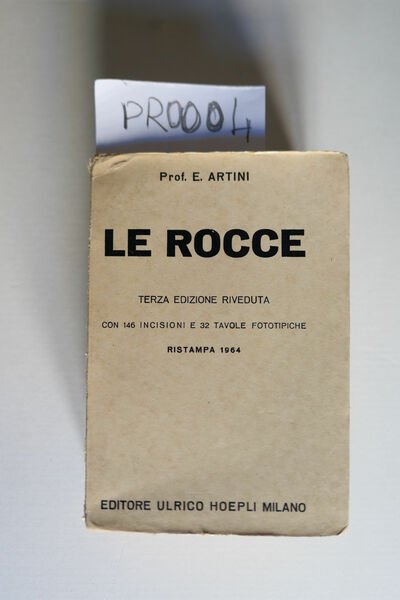 PR0004
Prof. E. ARTINI
LE ROCCE
TERZA EDIZIONE RIVEDUTA
CON 146 INCISIONI E 32 TAVOLE FOTOTIPICHE
RISTAMPA 1964
EDITORE ULRICO HOEPLI MILANO